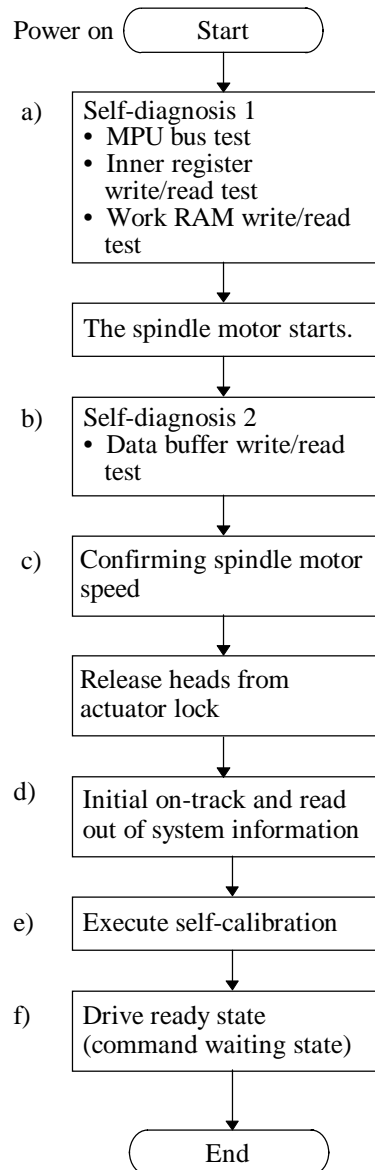 Power on
Start
a)
Self-diagnosis 1
• MPU bus test
• Inner register
write/read test
• Work RAM write/read
test
The spindle motor starts.
b)
Self-diagnosis 2
• Data buffer write/read
test
c)
Confirming spindle motor
speed
Release heads from
actuator lock
d)
Initial on-track and read
out of system information
e)
Execute self-calibration
f)
Drive ready state
(command waiting state)
End